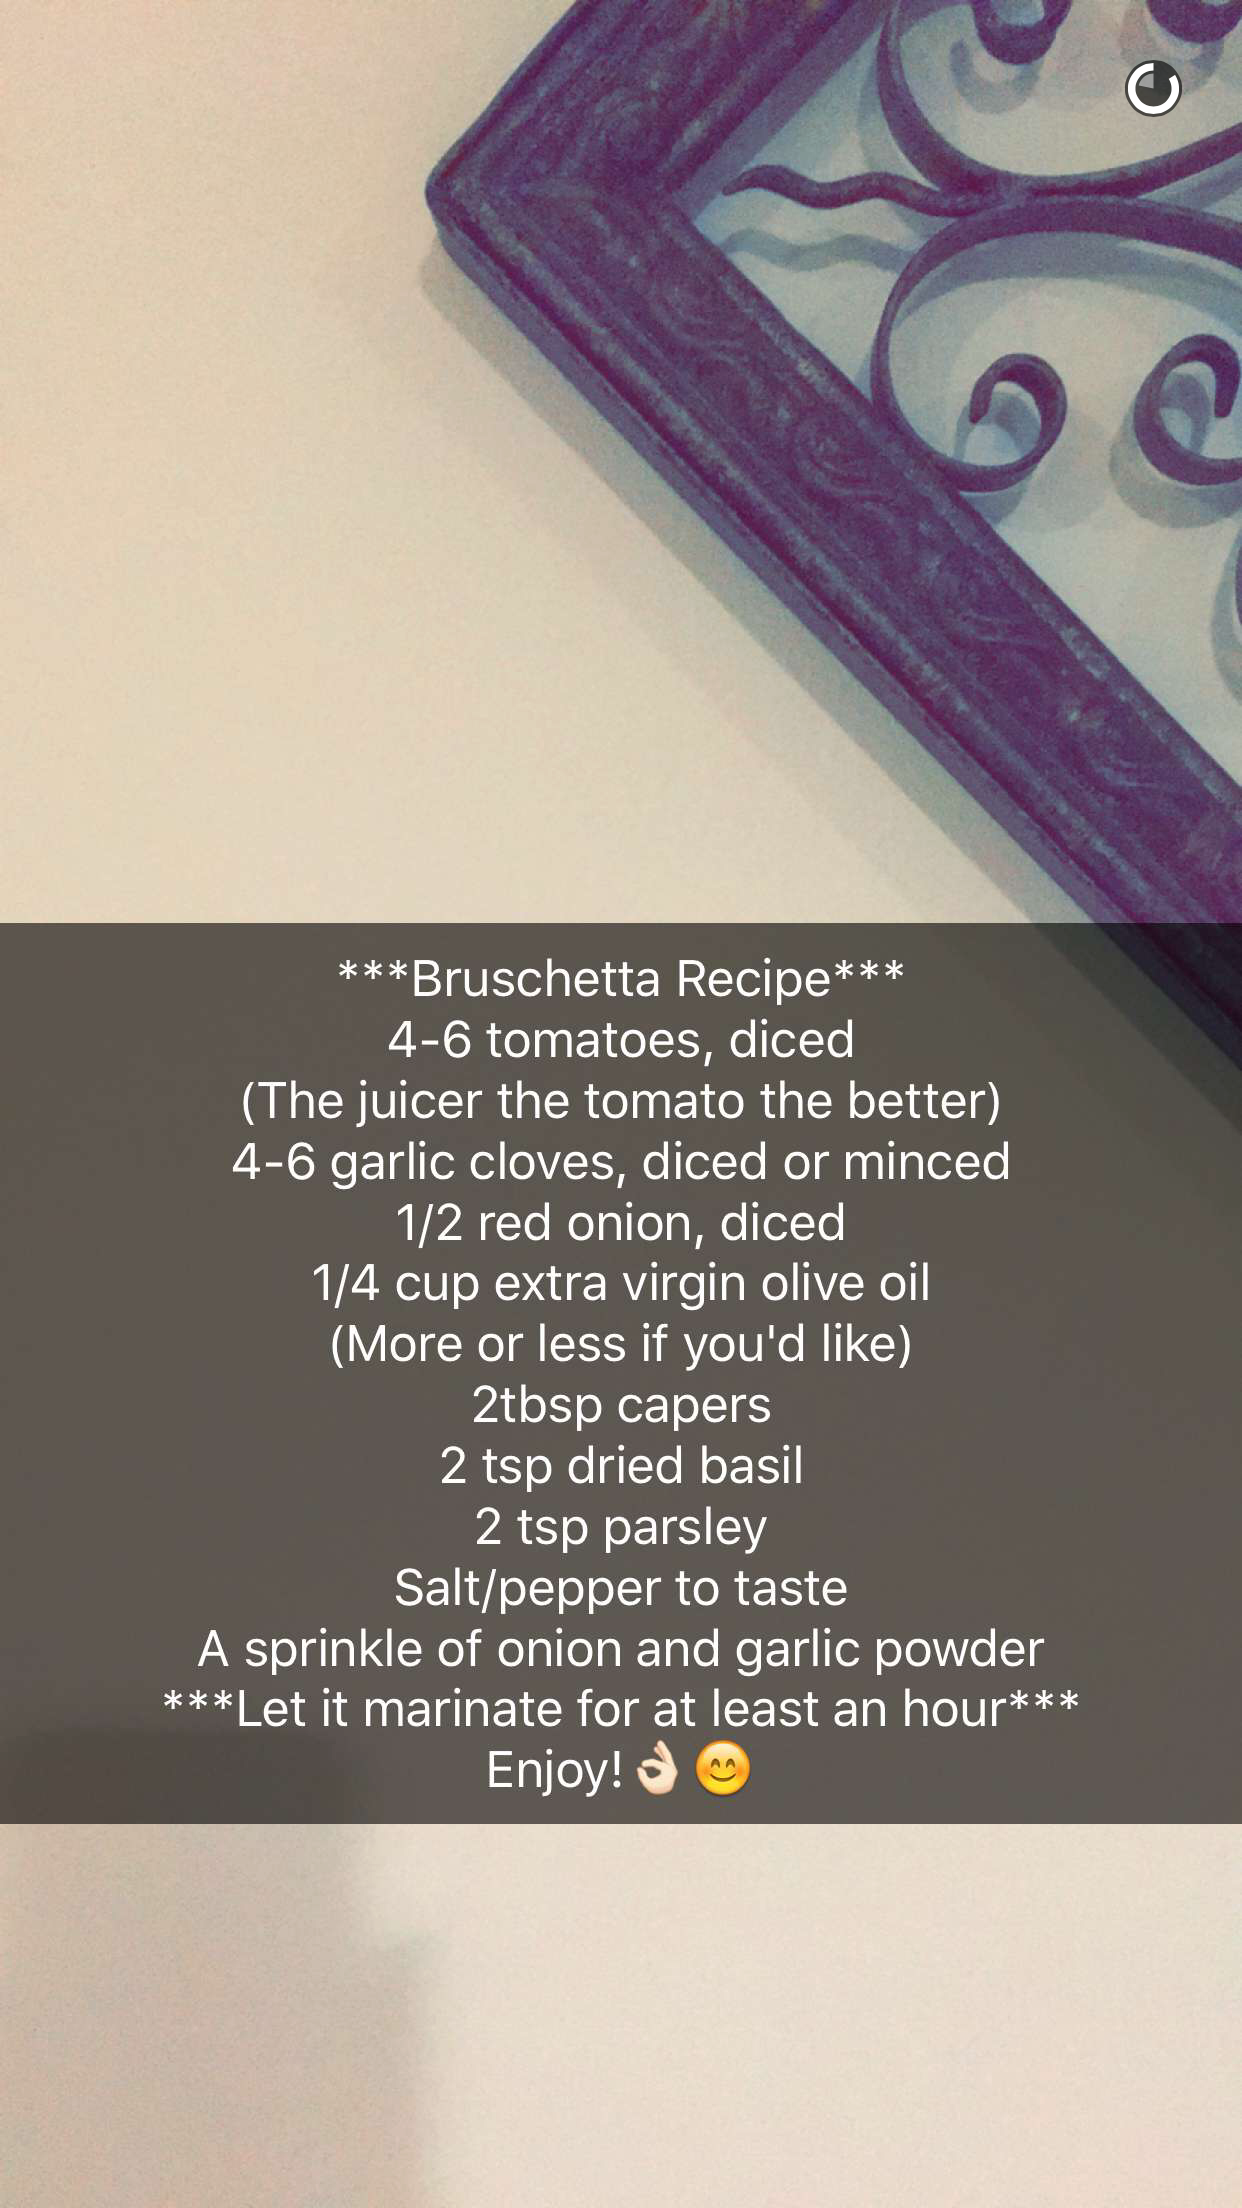 ***Bruschetta Recipe***
4-6 tomatoes, diced
(The juicer the tomato the better)
4-6 garlic cloves, diced or minced
1/2 red onion, diced
1/4 cup extra virgin olive oil
(More or less if you'd like)
2tbsp capers
2 tsp dried basil
2 tsp parsley
Salt/pepper to taste
A sprinkle of onion and garlic powder
***Let it marinate for at least an hour***
Enjoy!👌🏻😊